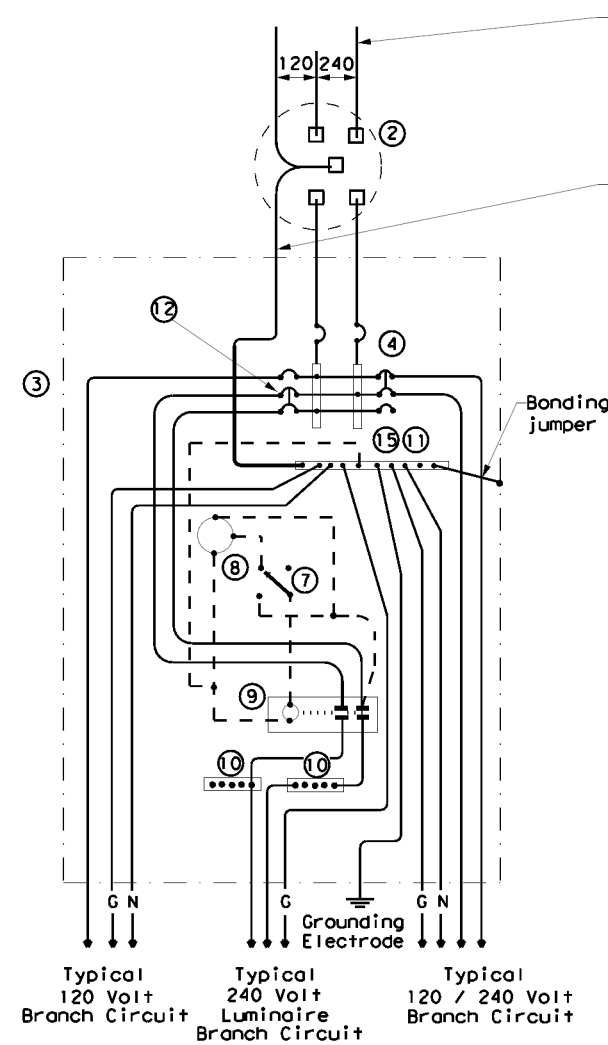 120 240
2
12
4
3
Bonding
jumper
15 11
8
7
9
10 10
G N
G
G N
Grounding
Electrode
Typical
120 Volt
Branch Circuit
Typical
240 Volt
Luminaire
Branch Circuit
Typical
120 / 240 Volt
Branch Circuit